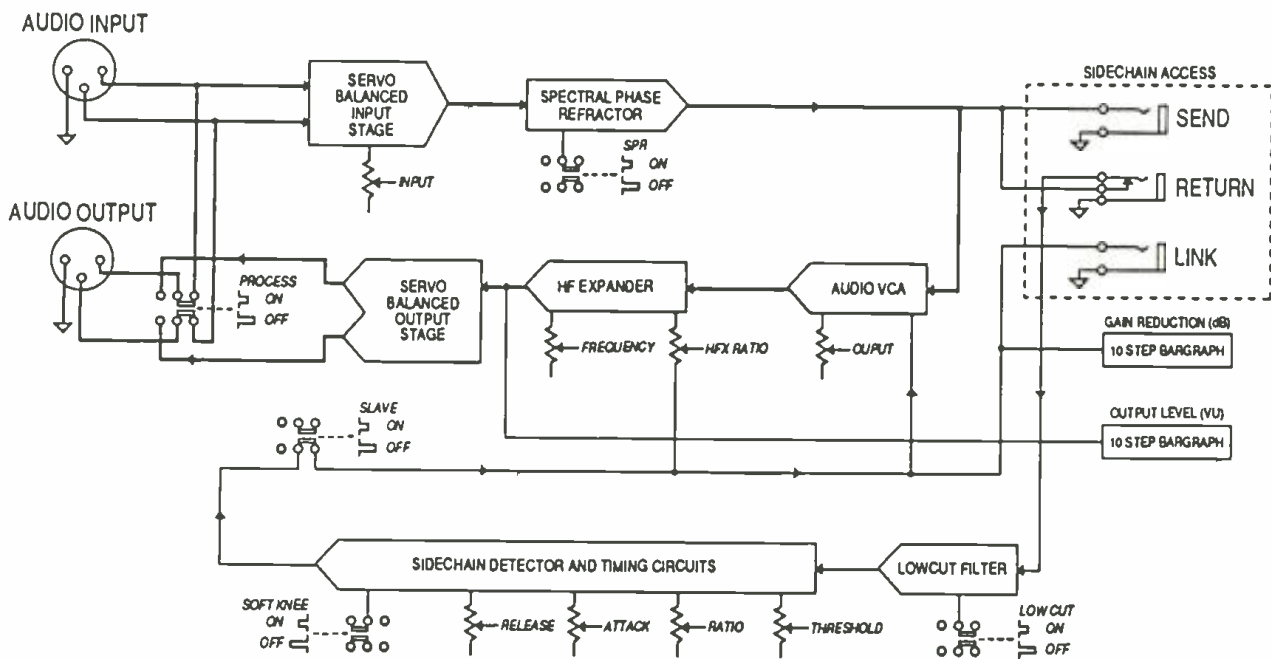 AUDIO INPUT
SERVO
BALANCED
INPUT
STAGE
SPECTRAL PHASE
REFRACTOR
SIDECHAIN ACCESS
SEND
SPR
ON
OFF
INPUT
RETURN
AUDIO OUTPUT
LINK
PROCESS
ON
OFF
SERVO
BALANCED
OUTPUT
STAGE
HF EXPANDER
AUDIO VCA
GAIN REDUCTION (dB)
10 STEP BARGRAPH
FREQUENCY
HFX RATIO
OUPUT
SLAVE
ON
OFF
OUTPUT LEVEL (VU)
10 STEP BARGRAPH
SIDECHAIN DETECTOR AND TIMING CIRCUITS
LOWCUT FILTER
SOFT KNEE
ON
OFF
RELEASE
ATTACK
RATIO
THRESHOLD
LOW CUT
ON
OFF